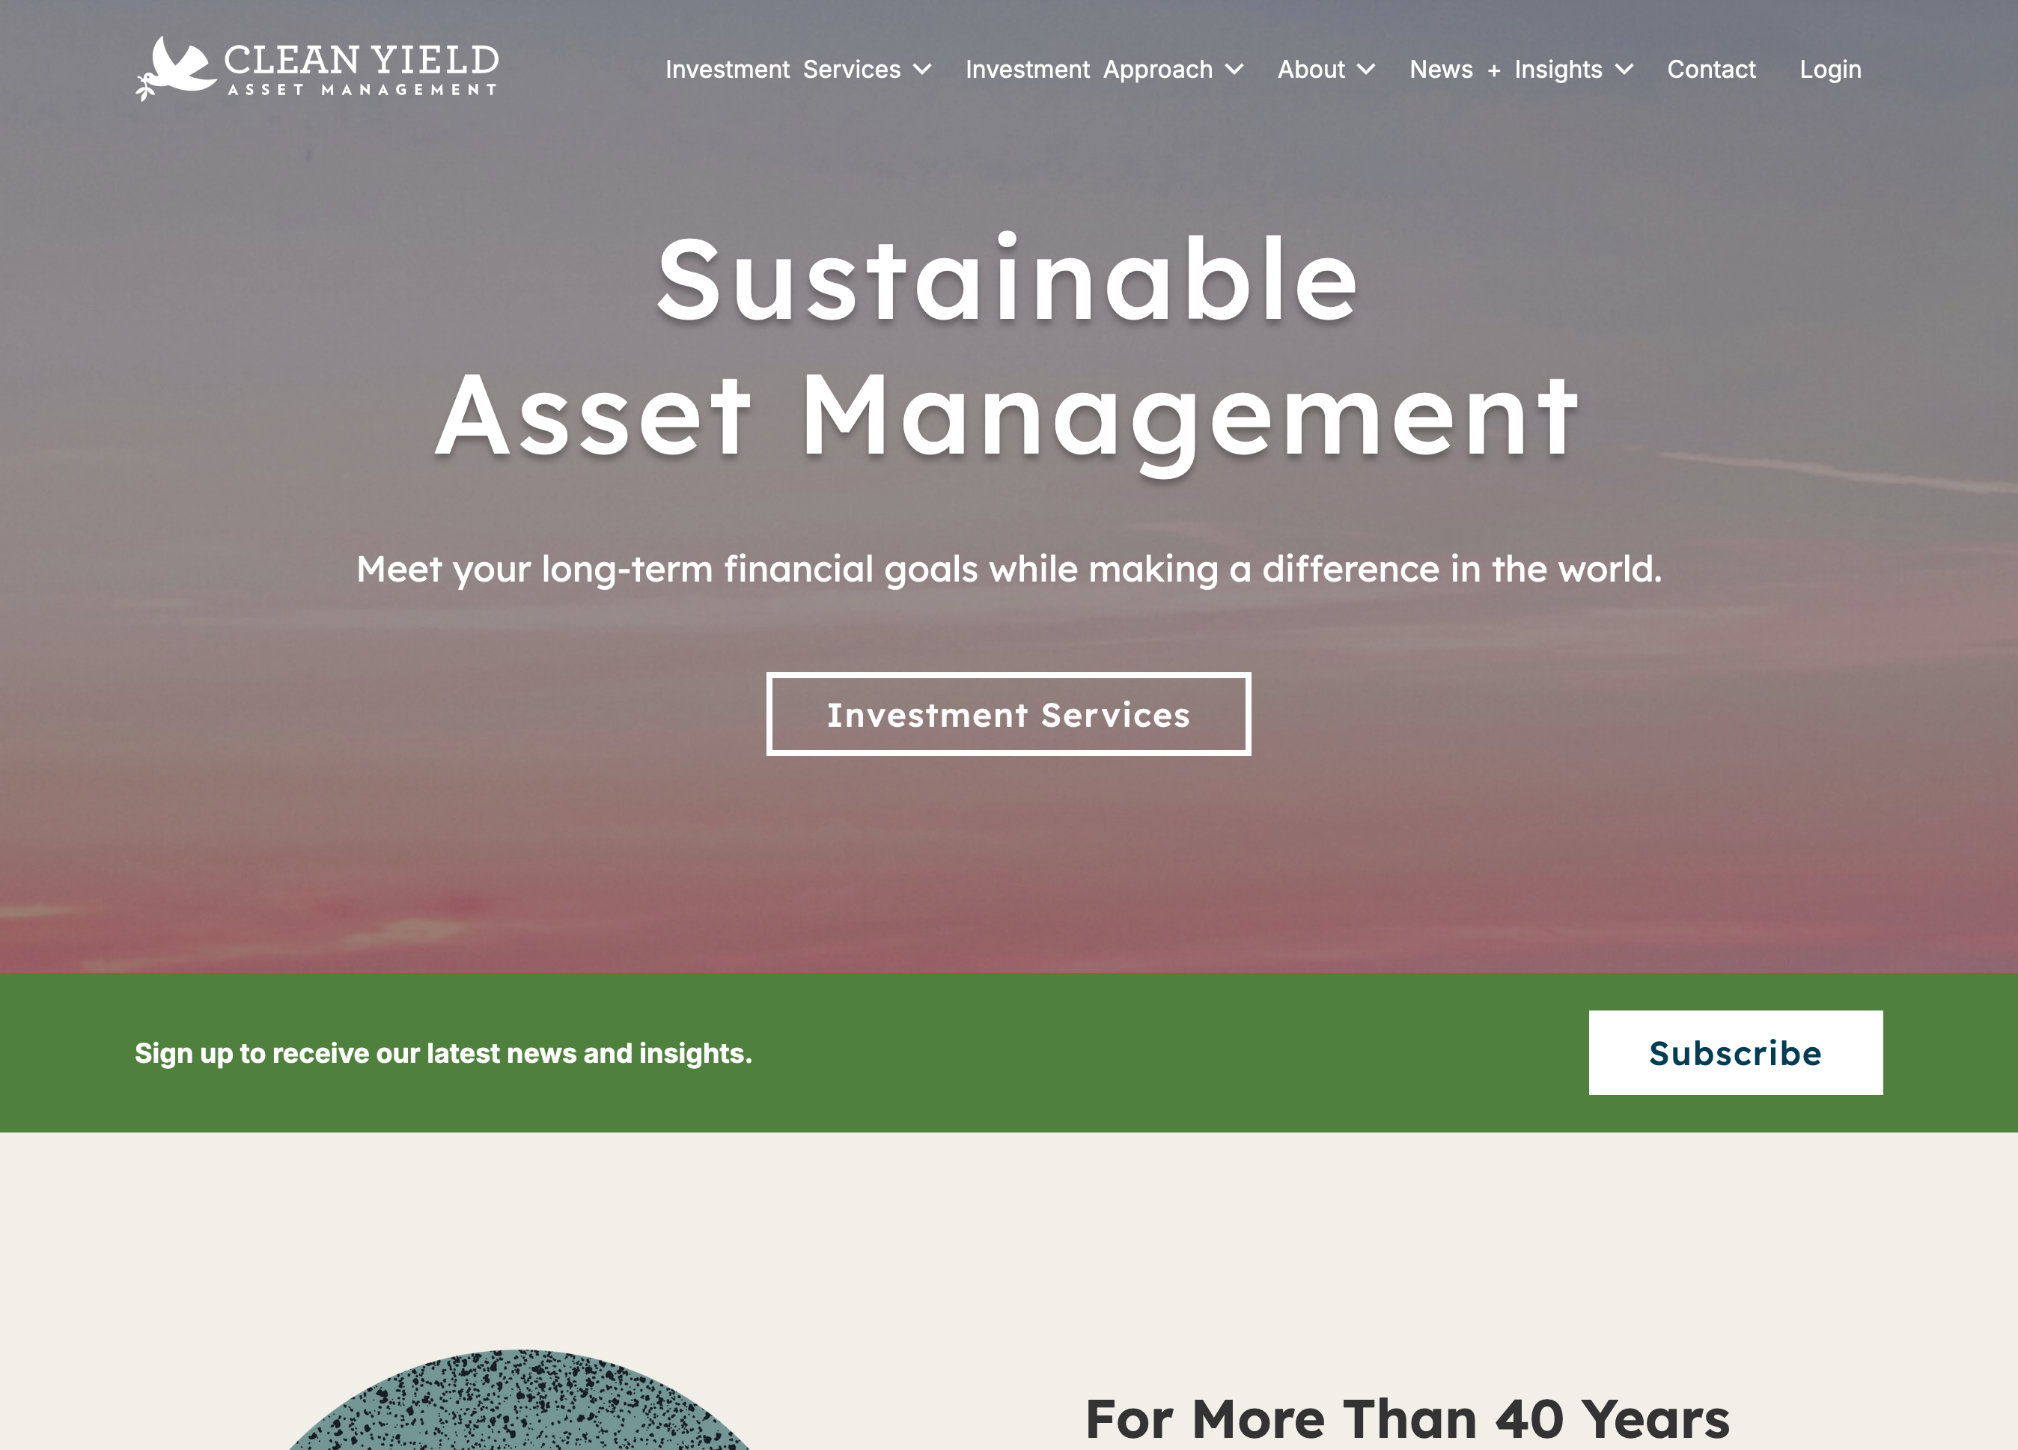 CLEAN YIELD
ASSET MANAGEMENT
Investment Services
Investment Approach
About
News + Insights
Contact
Login
Sustainable
Asset Management
Meet your long-term financial goals while making a difference in the world.
Investment Services
Sign up to receive our latest news and insights.
Subscribe
For More Than 40 Years